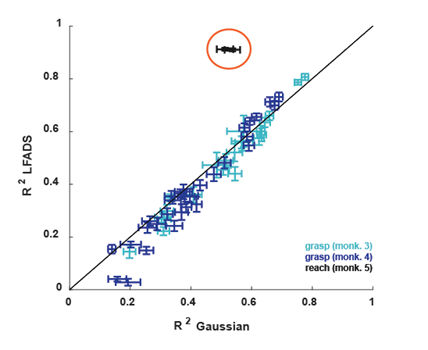 1
0.8
0.6
0.4
0.2
0
R 2 LFADS
grasp (monk. 3)
grasp (monk. 4)
reach (monk. 5)
0 0.2 0.4 0.6 0.8 1
R 2 Gaussian